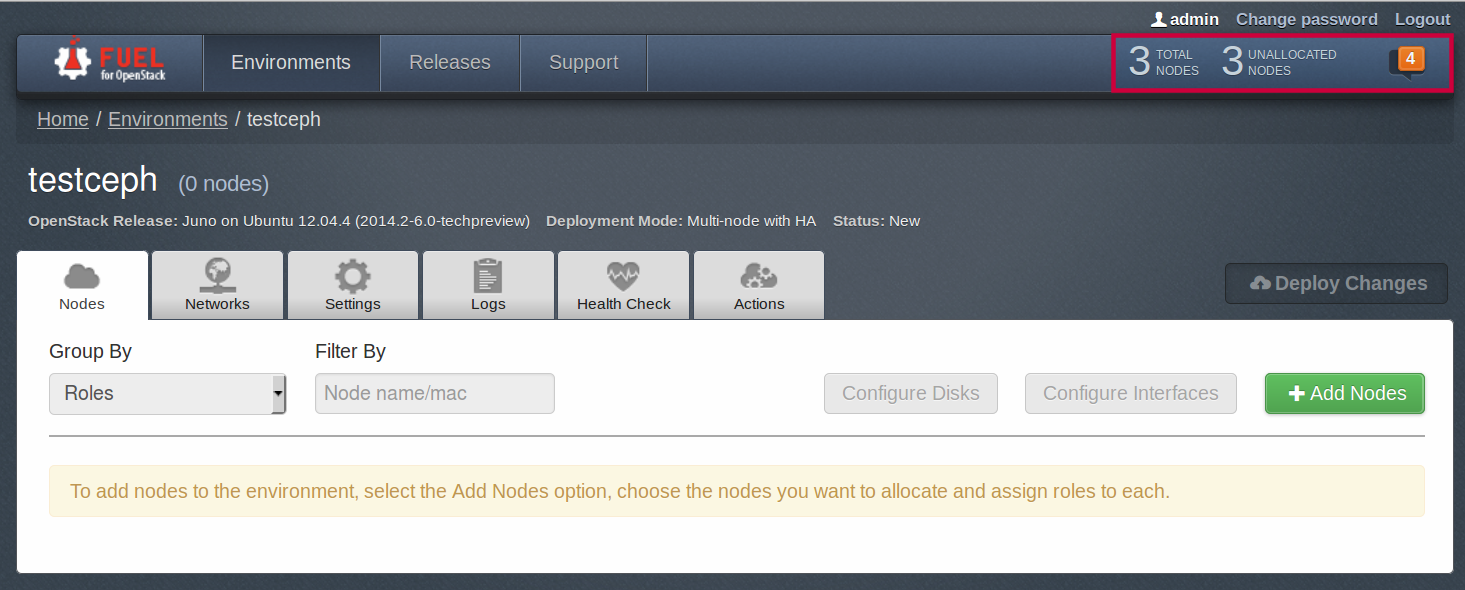 admin Change password Logout
FUEL
for OpenStack
Environments Releases Support
3 TOTAL NODES 3 UNALLOCATED NODES 4
Home / Environments / testceph
testceph (0 nodes)
OpenStack Release: Juno on Ubuntu 12.04.4 (2014.2-6.0-techpreview) Deployment Mode: Multi-node with HA Status: New
Nodes Networks Settings Logs Health Check Actions
Deploy Changes
Group By Filter By
Roles Node name/mac Configure Disks Configure Interfaces + Add Nodes
To add nodes to the environment, select the Add Nodes option, choose the nodes you want to allocate and assign roles to each.